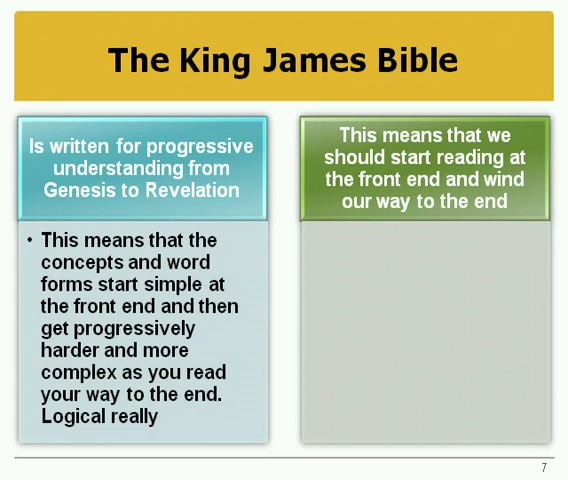 The King James Bible
Is written for progressive
understanding from
Genesis to Revelation
• This means that the
concepts and word
forms start simple at
the front end and then
get progressively
harder and more
complex as you read
your way to the end.
Logical really
This means that we
should start reading at
the front end and wind
our way to the end
7